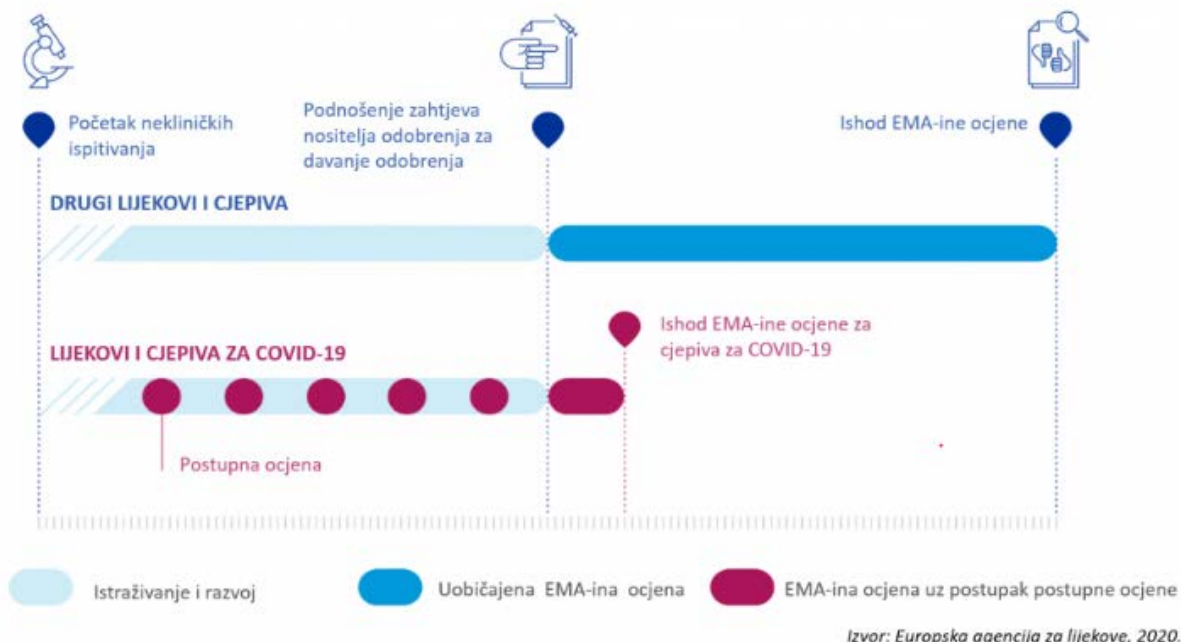 Početak nekliničkih
ispitivanja
Podnošenje zahtjeva
nositelja odobrenja za
davanje odobrenja
Ishod EMA-ine ocjene
DRUGI LIJEKOVI I CJEPIVA
LIJEKOVI I CJEPIVA ZA COVID-19
Ishod EMA-ine ocjene za
cjepiva za COVID-19
Postupna ocjena
Istraživanje i razvoj
Uobičajena EMA-ina ocjena
EMA-ina ocjena uz postupak postupne ocjene
Izvor: Europska agencija za lijekove, 2020.